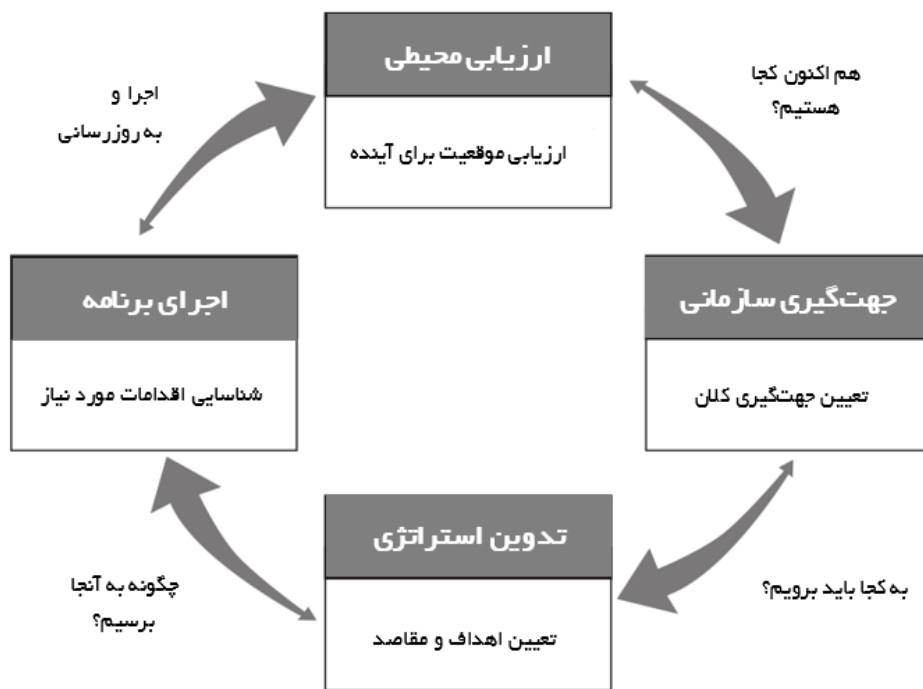 ارزیابی محیطی
ارزیابی موقعیت برای آینده
هم اکنون کجا
هستیم؟
جهت‌گیری سازمانی
تعیین جهت‌گیری کلان
به کجا باید برویم؟
تدوین استراتژی
تعیین اهداف و مقاصد
چگونه به آنجا
برسیم؟
اجرای برنامه
شناسایی اقدامات مورد نیاز
اجرا و
به‌روزرسانی